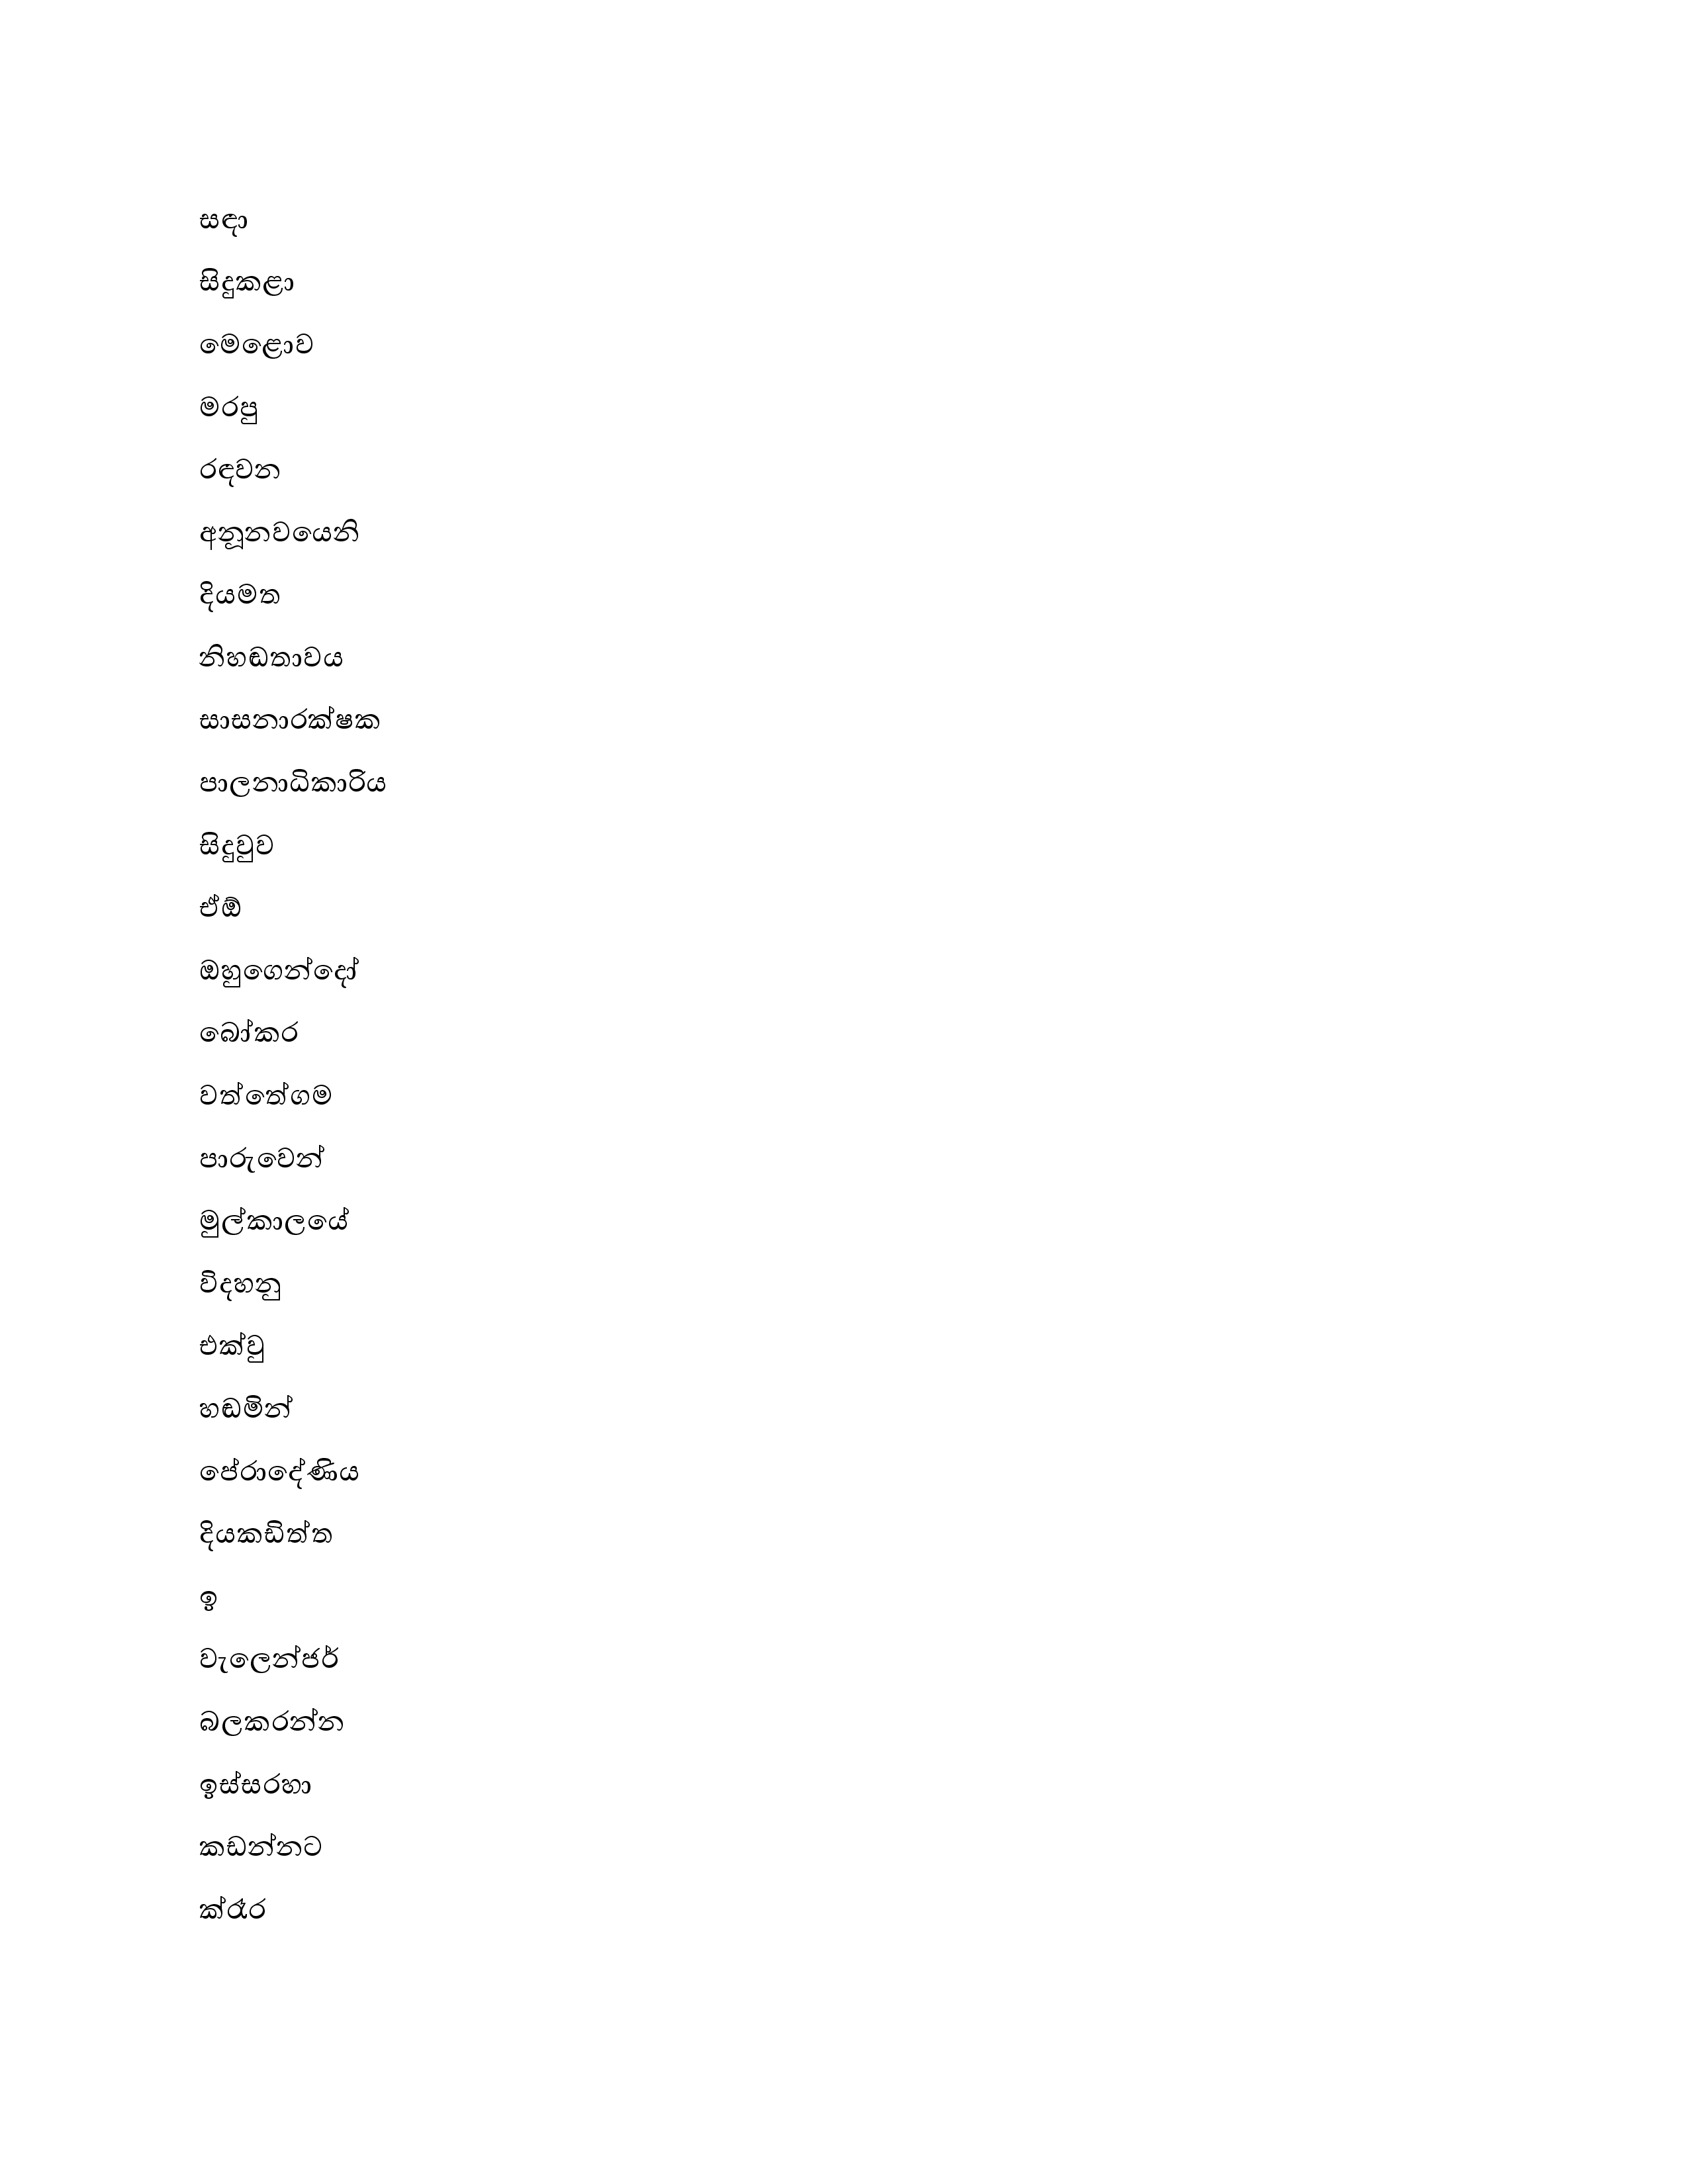 සඳා
සිදුකළා
මෙළොව
මරපු
රඳවන
අනූනවයෙනි
දියමත
නිහඬතාවය
සාසනාරක්ෂක
පාලනාධිකාරිය
සිදුවුව
ඒඕ
ඔහුගෙන්දෝ
බෝකර
වත්තේගම
පාරුවෙන්
මුල්කාලයේ
විදහනු
එක්වු
හඬමින්
පේරාදේණිය
දියකඩිත්ත
ඉ
වැලෙන්ජර්
බලකරන්න
ඉස්සරහා
කඩන්නට
ක්රෑර